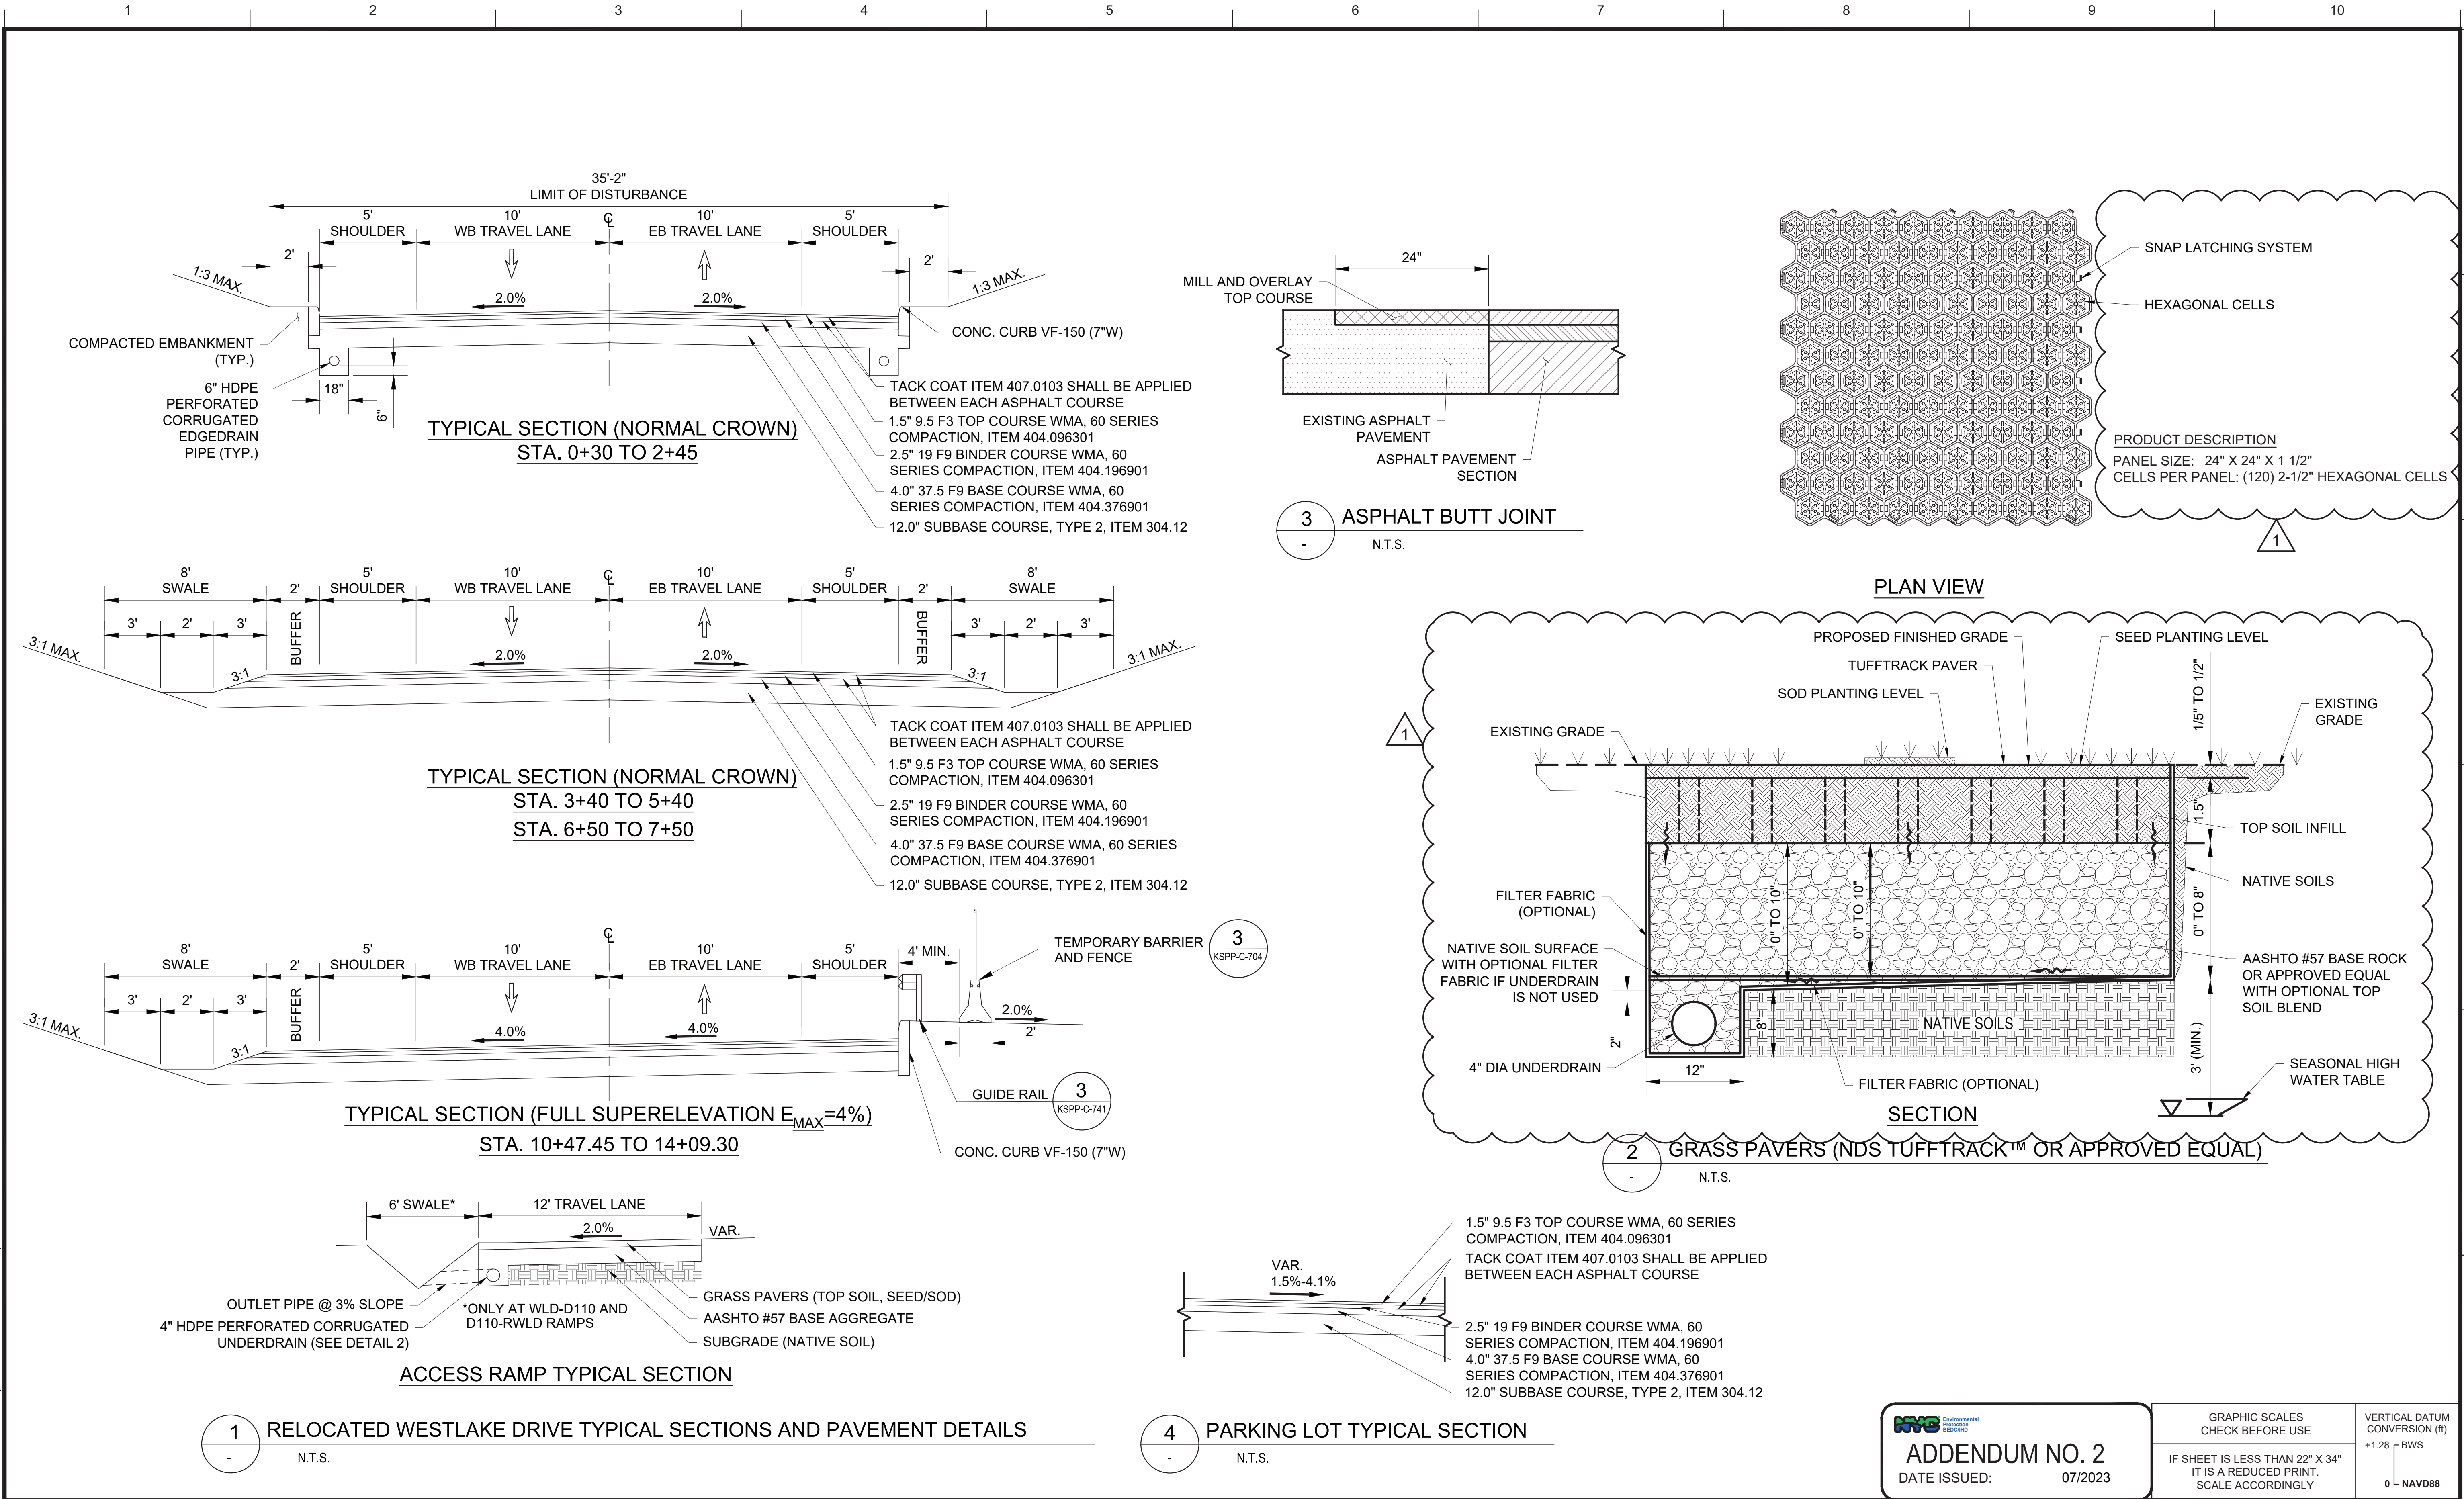 1
2
3
4
5
6
7
8
9
10
35'-2"
LIMIT OF DISTURBANCE
5'
SHOULDER
10'
WB TRAVEL LANE
℄
10'
EB TRAVEL LANE
5'
SHOULDER
2'
2'
1:3 MAX.
1:3 MAX.
2.0%
2.0%
COMPACTED EMBANKMENT
(TYP.)
6" HDPE
PERFORATED
CORRUGATED
EDGEDRAIN
PIPE (TYP.)
18"
6"
CONC. CURB VF-150 (7"W)
TACK COAT ITEM 407.0103 SHALL BE APPLIED
BETWEEN EACH ASPHALT COURSE
1.5" 9.5 F3 TOP COURSE WMA, 60 SERIES
COMPACTION, ITEM 404.096301
2.5" 19 F9 BINDER COURSE WMA, 60
SERIES COMPACTION, ITEM 404.196901
4.0" 37.5 F9 BASE COURSE WMA, 60
SERIES COMPACTION, ITEM 404.376901
12.0" SUBBASE COURSE, TYPE 2, ITEM 304.12
TYPICAL SECTION (NORMAL CROWN)
STA. 0+30 TO 2+45
8'
SWALE
2'
BUFFER
5'
SHOULDER
10'
WB TRAVEL LANE
℄
10'
EB TRAVEL LANE
5'
SHOULDER
2'
BUFFER
8'
SWALE
3'
2'
3'
3'
2'
3'
3:1 MAX.
3:1
2.0%
2.0%
3:1
3:1 MAX.
TACK COAT ITEM 407.0103 SHALL BE APPLIED
BETWEEN EACH ASPHALT COURSE
1.5" 9.5 F3 TOP COURSE WMA, 60 SERIES
COMPACTION, ITEM 404.096301
2.5" 19 F9 BINDER COURSE WMA, 60
SERIES COMPACTION, ITEM 404.196901
4.0" 37.5 F9 BASE COURSE WMA, 60 SERIES
COMPACTION, ITEM 404.376901
12.0" SUBBASE COURSE, TYPE 2, ITEM 304.12
TYPICAL SECTION (NORMAL CROWN)
STA. 3+40 TO 5+40
STA. 6+50 TO 7+50
8'
SWALE
2'
BUFFER
5'
SHOULDER
10'
WB TRAVEL LANE
℄
10'
EB TRAVEL LANE
5'
SHOULDER
4' MIN.
3'
2'
3'
3:1 MAX.
3:1
4.0%
4.0%
2.0%
2'
TEMPORARY BARRIER
AND FENCE
3
KSPP-C-704
GUIDE RAIL
3
KSPP-C-741
CONC. CURB VF-150 (7"W)
TYPICAL SECTION (FULL SUPERELEVATION EMAX=4%)
STA. 10+47.45 TO 14+09.30
6' SWALE*
12' TRAVEL LANE
2.0%
VAR.
OUTLET PIPE @ 3% SLOPE
4" HDPE PERFORATED CORRUGATED
UNDERDRAIN (SEE DETAIL 2)
*ONLY AT WLD-D110 AND
D110-RWLD RAMPS
GRASS PAVERS (TOP SOIL, SEED/SOD)
AASHTO #57 BASE AGGREGATE
SUBGRADE (NATIVE SOIL)
ACCESS RAMP TYPICAL SECTION
1
-
RELOCATED WESTLAKE DRIVE TYPICAL SECTIONS AND PAVEMENT DETAILS
N.T.S.
24"
MILL AND OVERLAY
TOP COURSE
EXISTING ASPHALT
PAVEMENT
ASPHALT PAVEMENT
SECTION
3
-
ASPHALT BUTT JOINT
N.T.S.
SNAP LATCHING SYSTEM
HEXAGONAL CELLS
PRODUCT DESCRIPTION
PANEL SIZE: 24" X 24" X 1 1/2"
CELLS PER PANEL: (120) 2-1/2" HEXAGONAL CELLS
1
PLAN VIEW
1
PROPOSED FINISHED GRADE
SEED PLANTING LEVEL
TUFFTRACK PAVER
SOD PLANTING LEVEL
EXISTING GRADE
1/5" TO 1/2"
EXISTING
GRADE
1.5"
TOP SOIL INFILL
NATIVE SOILS
FILTER FABRIC
(OPTIONAL)
0" TO 10"
0" TO 10"
0" TO 8"
NATIVE SOIL SURFACE
WITH OPTIONAL FILTER
FABRIC IF UNDERDRAIN
IS NOT USED
AASHTO #57 BASE ROCK
OR APPROVED EQUAL
WITH OPTIONAL TOP
SOIL BLEND
2"
8"
NATIVE SOILS
3' (MIN.)
4" DIA UNDERDRAIN
12"
FILTER FABRIC (OPTIONAL)
SEASONAL HIGH
WATER TABLE
SECTION
2
-
GRASS PAVERS (NDS TUFFTRACK™ OR APPROVED EQUAL)
N.T.S.
VAR.
1.5%-4.1%
1.5" 9.5 F3 TOP COURSE WMA, 60 SERIES
COMPACTION, ITEM 404.096301
TACK COAT ITEM 407.0103 SHALL BE APPLIED
BETWEEN EACH ASPHALT COURSE
2.5" 19 F9 BINDER COURSE WMA, 60
SERIES COMPACTION, ITEM 404.196901
4.0" 37.5 F9 BASE COURSE WMA, 60
SERIES COMPACTION, ITEM 404.376901
12.0" SUBBASE COURSE, TYPE 2, ITEM 304.12
4
-
PARKING LOT TYPICAL SECTION
N.T.S.
NYC
Environmental
Protection
BEDC/IHD
ADDENDUM NO. 2
DATE ISSUED: 07/2023
GRAPHIC SCALES
CHECK BEFORE USE
IF SHEET IS LESS THAN 22" X 34"
IT IS A REDUCED PRINT.
SCALE ACCORDINGLY
VERTICAL DATUM
CONVERSION (ft)
+1.28 BWS
0 NAVD88